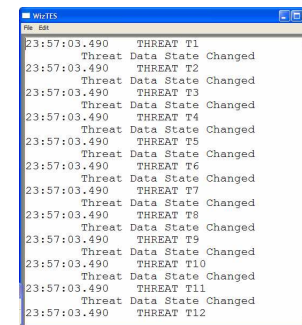 WizTES
File Edit
23:57:03.490 THREAT T1
Threat Data State Changed
23:57:03.490 THREAT T2
Threat Data State Changed
23:57:03.490 THREAT T3
Threat Data State Changed
23:57:03.490 THREAT T4
Threat Data State Changed
23:57:03.490 THREAT T5
Threat Data State Changed
23:57:03.490 THREAT T6
Threat Data State Changed
23:57:03.490 THREAT T7
Threat Data State Changed
23:57:03.490 THREAT T8
Threat Data State Changed
23:57:03.490 THREAT T9
Threat Data State Changed
23:57:03.490 THREAT T10
Threat Data State Changed
23:57:03.490 THREAT T11
Threat Data State Changed
23:57:03.490 THREAT T12